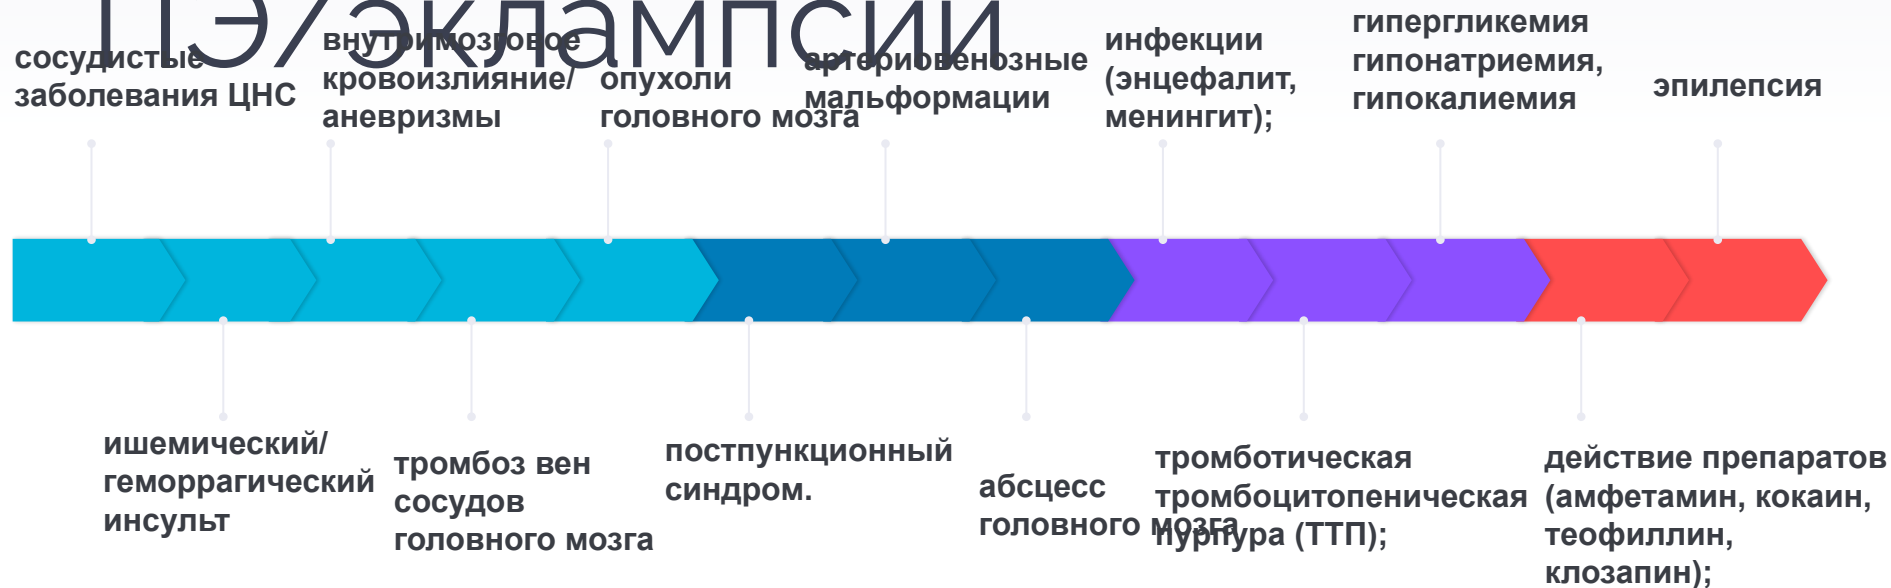 ПЭ/эклампсии
сосудистые
заболевания ЦНС
внутримозговое
кровоизлияние/
аневризмы
опухоли
головного мозга
артериовенозные
мальформации
инфекции
(энцефалит,
менингит);
гипергликемия
гипонатриемия,
гипокалиемия
эпилепсия
ишемический/
геморрагический
инсульт
тромбоз вен
сосудов
головного мозга
постпункционный
синдром.
абсцесс
головного мозга
тромботическая
тромбоцитопеническая
пурпура (ТТП);
действие препаратов
(амфетамин, кокаин,
теофиллин,
клозапин);